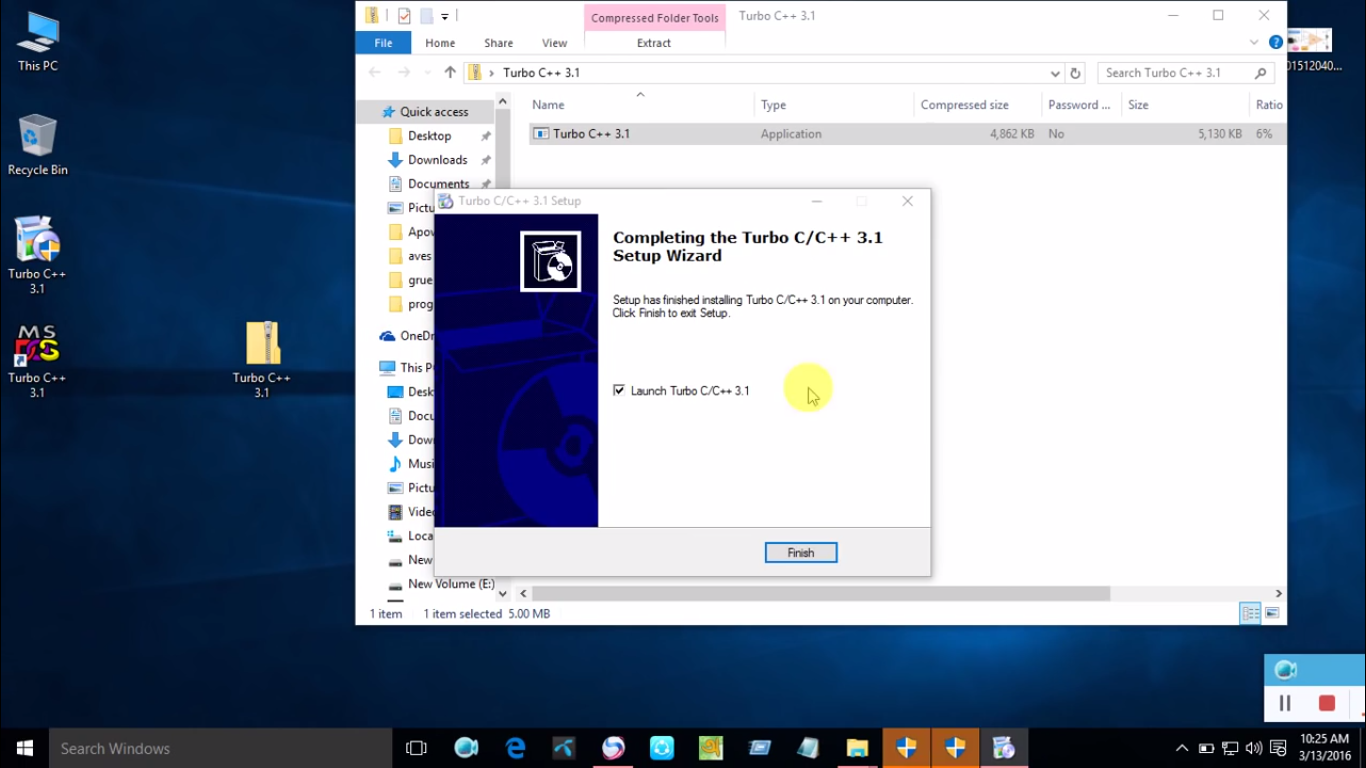 This PC
Recycle Bin
Turbo C++
3.1
MS
DOS
Turbo C++
3.1
Turbo C++
3.1
Compressed Folder Tools
Turbo C++ 3.1
File
Home
Share
View
Extract
Turbo C++ 3.1
Search Turbo C++ 3.1
Name
Type
Compressed size
Password ...
Size
Ratio
Turbo C++ 3.1
Application
4,862 KB
No
5,130 KB
6%
Quick access
Desktop
Downloads
Documents
Pictu
Apow
aves
grue
prog
OneDr
This P
Desk
Docu
Dow
Musi
Pictu
Vide
Loca
New
New Volume (E:)
1 item
1 item selected 5.00 MB
Turbo C/C++ 3.1 Setup
Completing the Turbo C/C++ 3.1
Setup Wizard
Setup has finished installing Turbo C/C++ 3.1 on your computer.
Click Finish to exit Setup.
Launch Turbo C/C++ 3.1
Finish
01512040...
Search Windows
10:25 AM
3/13/2016